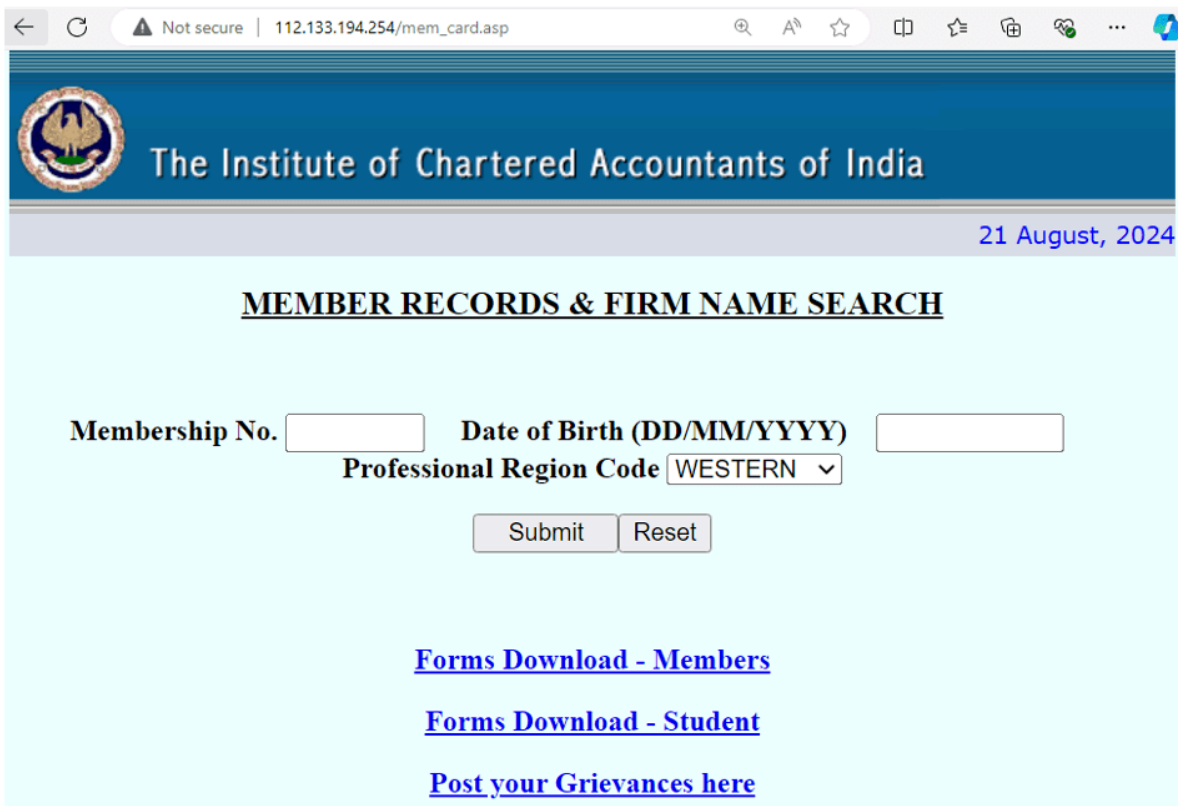 Not secure | 112.133.194.254/mem_card.asp
The Institute of Chartered Accountants of India
21 August, 2024
MEMBER RECORDS & FIRM NAME SEARCH
Membership No. Date of Birth (DD/MM/YYYY)
Professional Region Code WESTERN
Submit Reset
Forms Download - Members
Forms Download - Student
Post your Grievances here